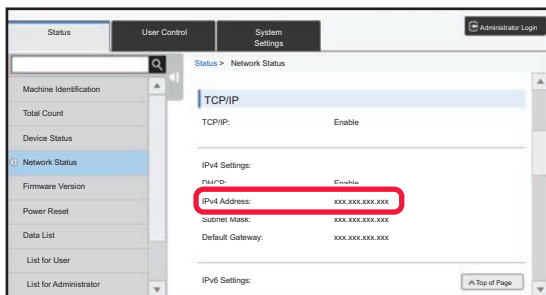 Status
User Control
System
Settings
Administrator Login
Status > Network Status
Machine Identification
Total Count
Device Status
Network Status
Firmware Version
Power Reset
Data List
List for User
List for Administrator
TCP/IP
TCP/IP: Enable
IPv4 Settings:
DHCP: Enable
IPv4 Address: xxx.xxx.xxx.xxx
Subnet Mask: xxx.xxx.xxx.xxx
Default Gateway: xxx.xxx.xxx.xxx
IPv6 Settings:
Top of Page